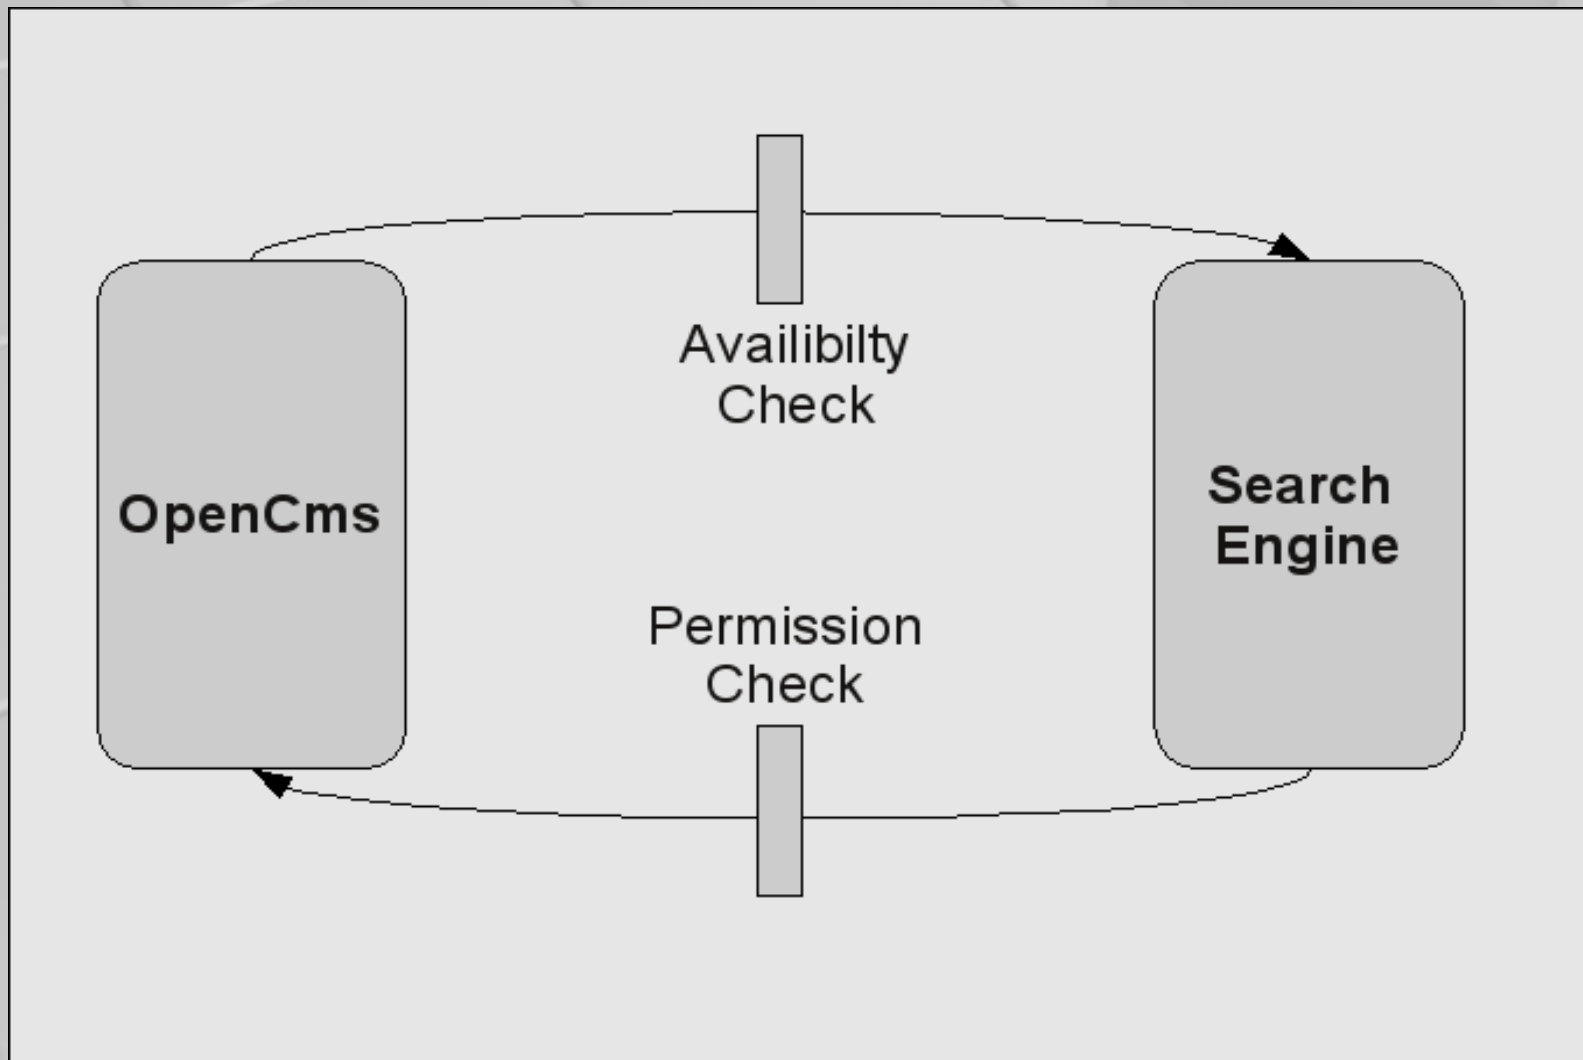 Availibilty
Check
OpenCms
Search
Engine
Permission
Check